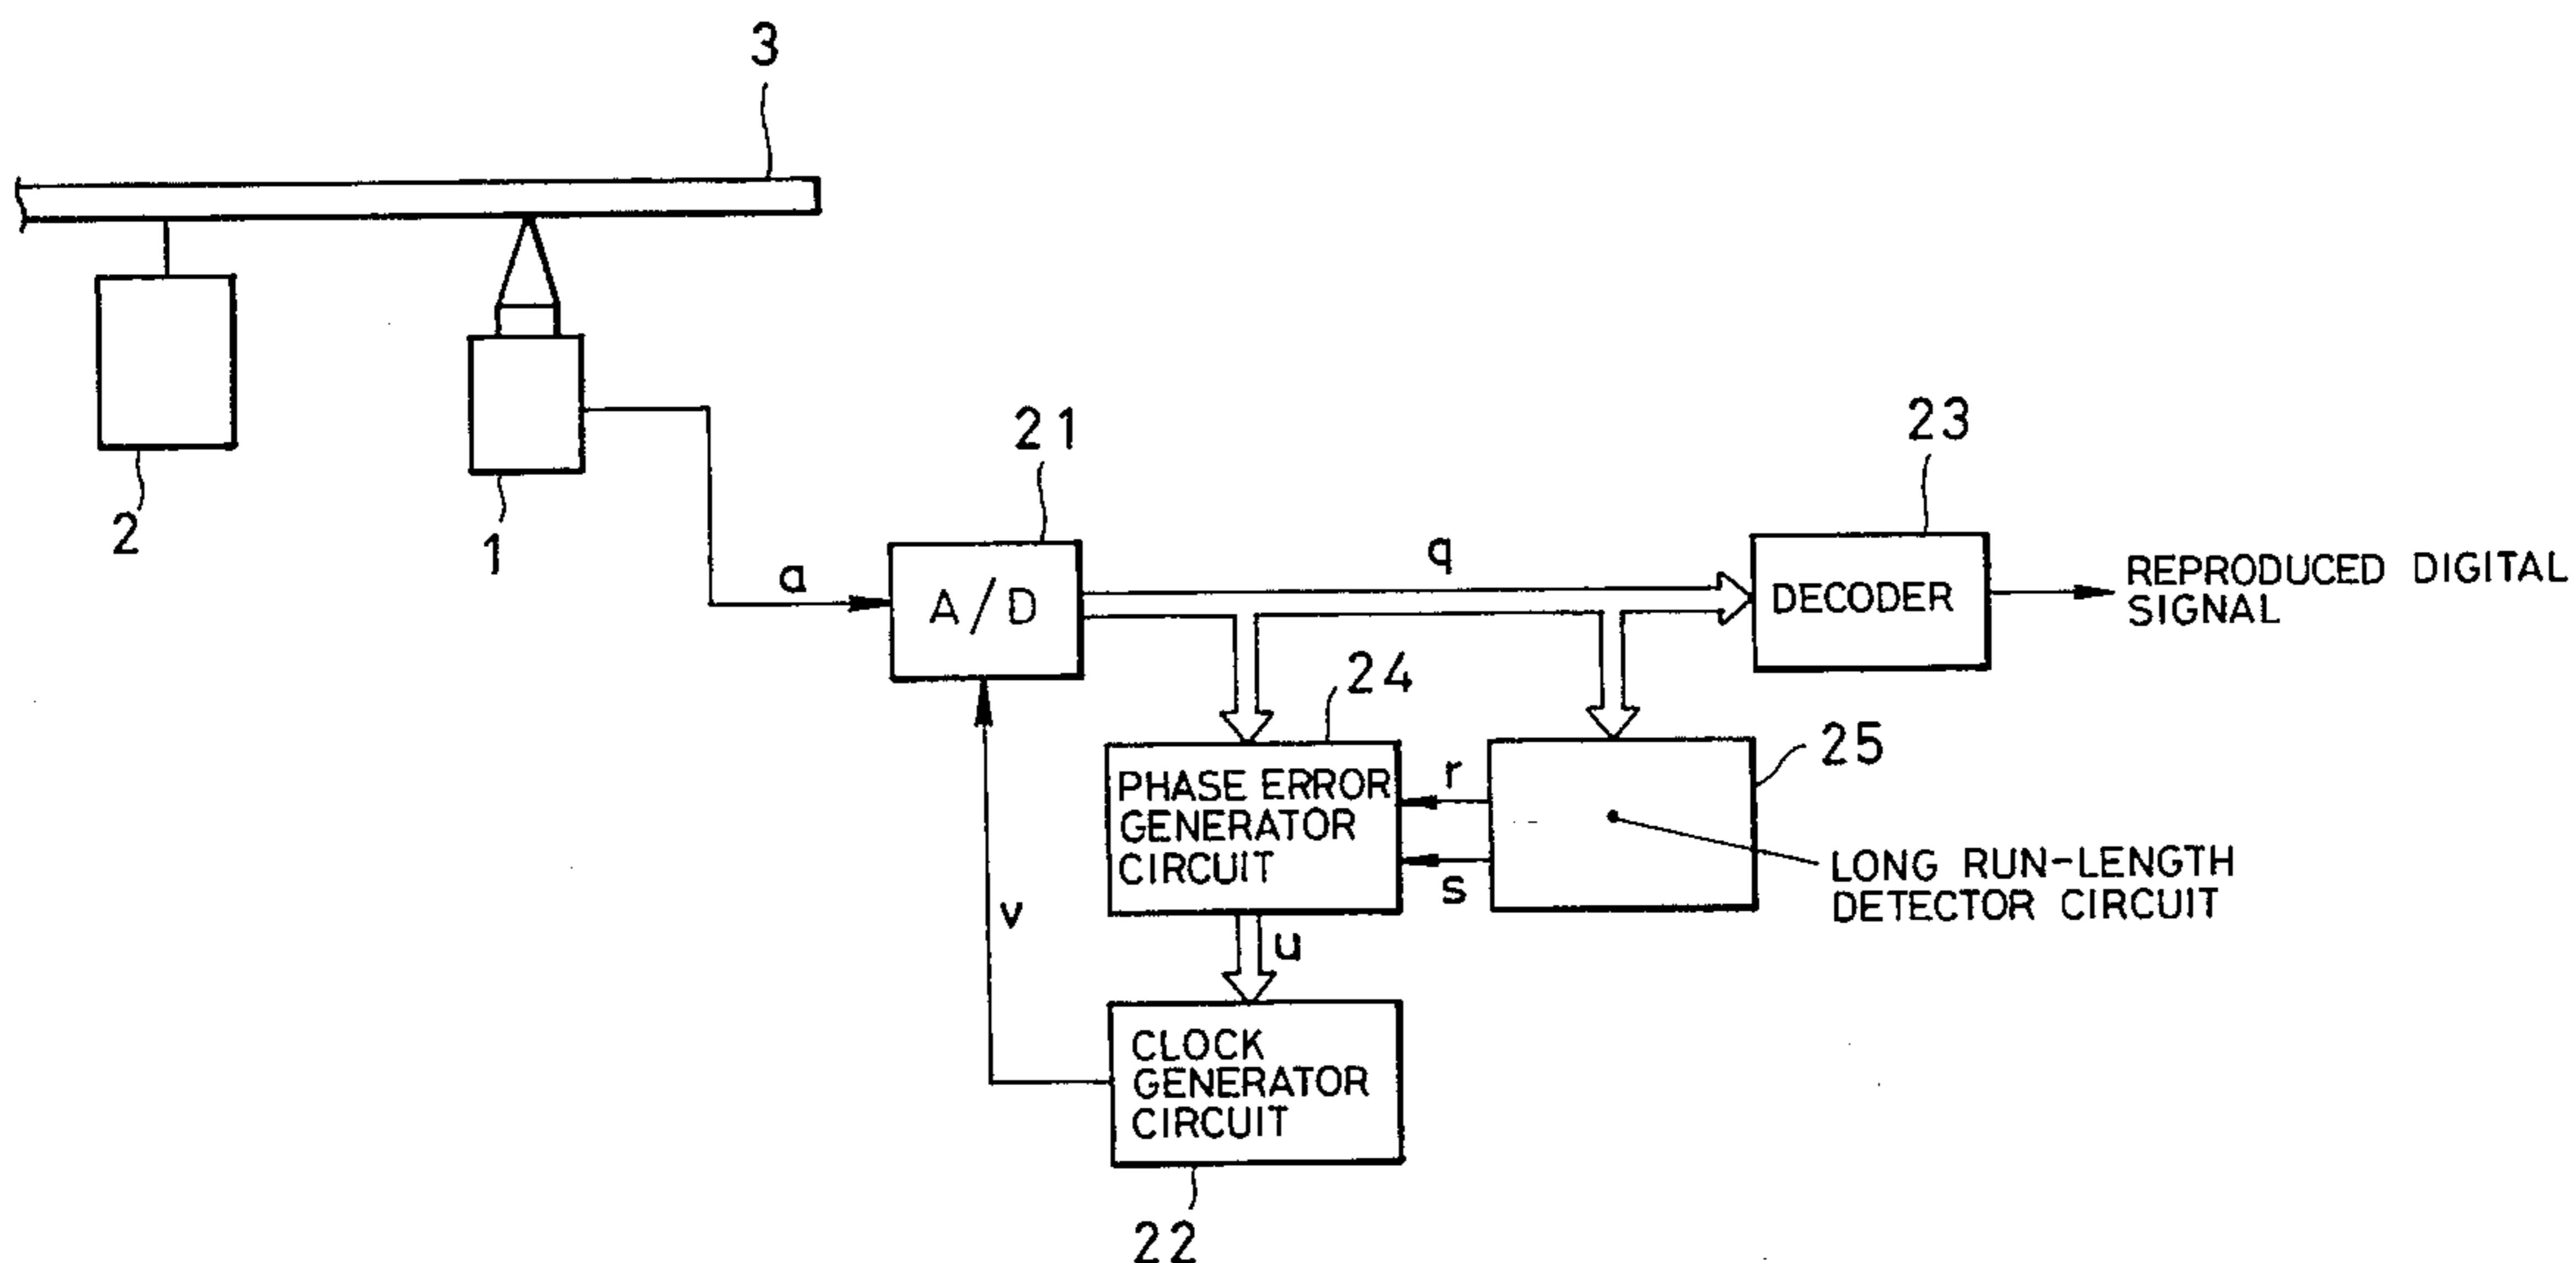 3
2
1
a
21
A/D
q
23
DECODER
REPRODUCED DIGITAL
SIGNAL
24
PHASE ERROR
GENERATOR
CIRCUIT
r
s
25
LONG RUN-LENGTH
DETECTOR CIRCUIT
v
u
CLOCK
GENERATOR
CIRCUIT
22